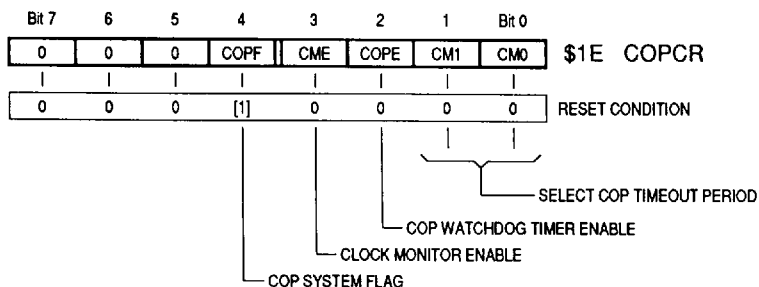 Bit 7 6 5 4 3 2 1 Bit 0
0 0 0 COPF CME COPE CM1 CM0 $1E COPCR
0 0 0 [1] 0 0 0 0 RESET CONDITION
SELECT COP TIMEOUT PERIOD
COP WATCHDOG TIMER ENABLE
CLOCK MONITOR ENABLE
COP SYSTEM FLAG